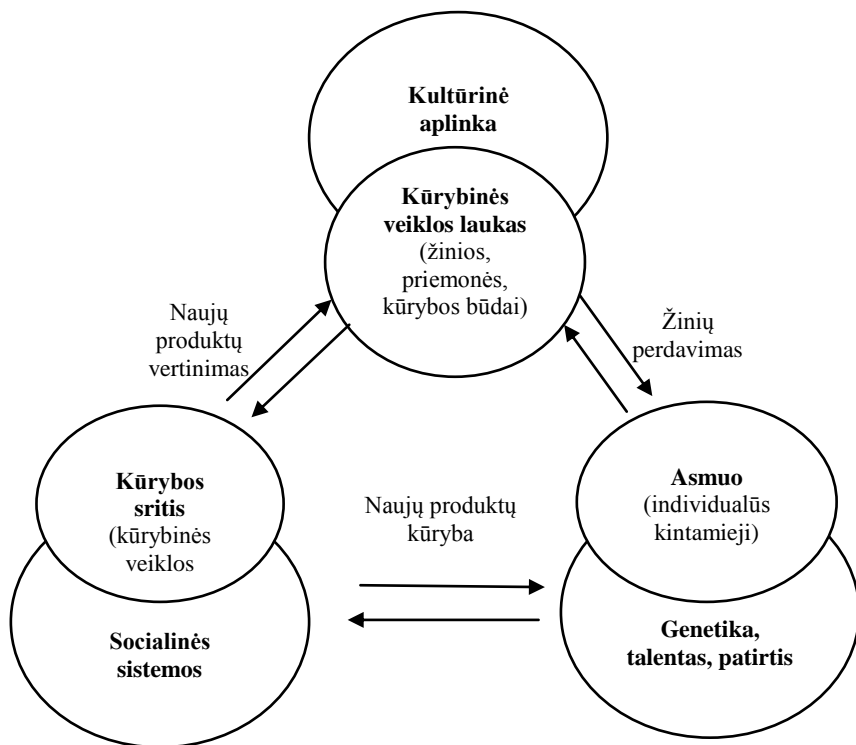 Kultūrinė
aplinka
Kūrybinės
veiklos laukas
(žinios,
priemonės,
kūrybos būdai)
Naujų
produktų
vertinimas
Žinių
perdavimas
Kūrybos
sritis
(kūrybinės
veiklos
Naujų produktų
kūryba
Asmuo
(individualūs
kintamieji)
Socialinės
sistemos
Genetika,
talentas, patirtis